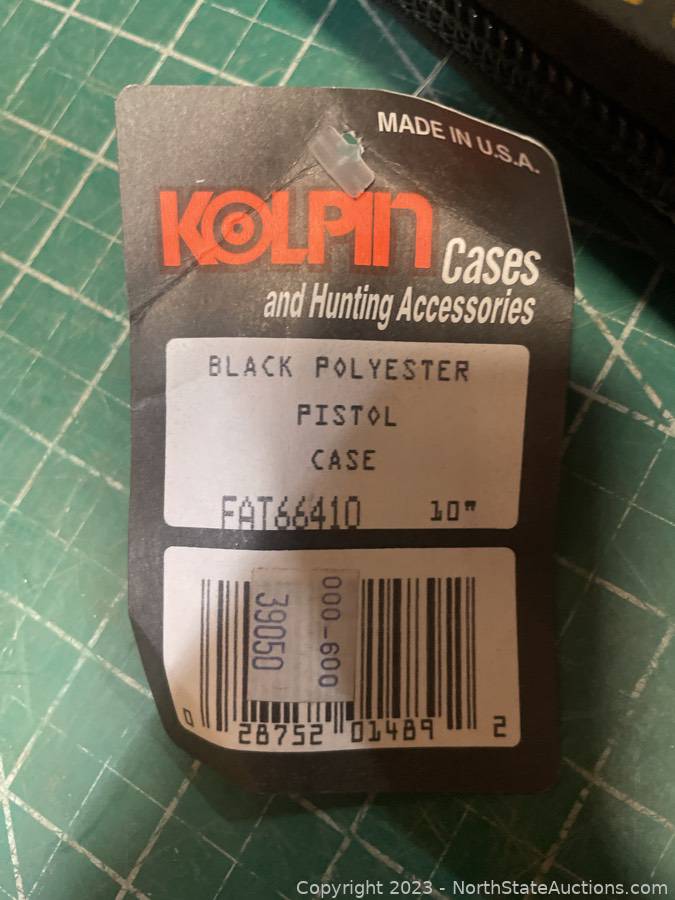 MADE IN U.S.A.
KOLPIN
Cases
and Hunting Accessories
BLACK POLYESTER
PISTOL
CASE
FAT66410 10"
39050
009-000
0 28752 01489 2
Copyright 2023 - NorthStateAuctions.com